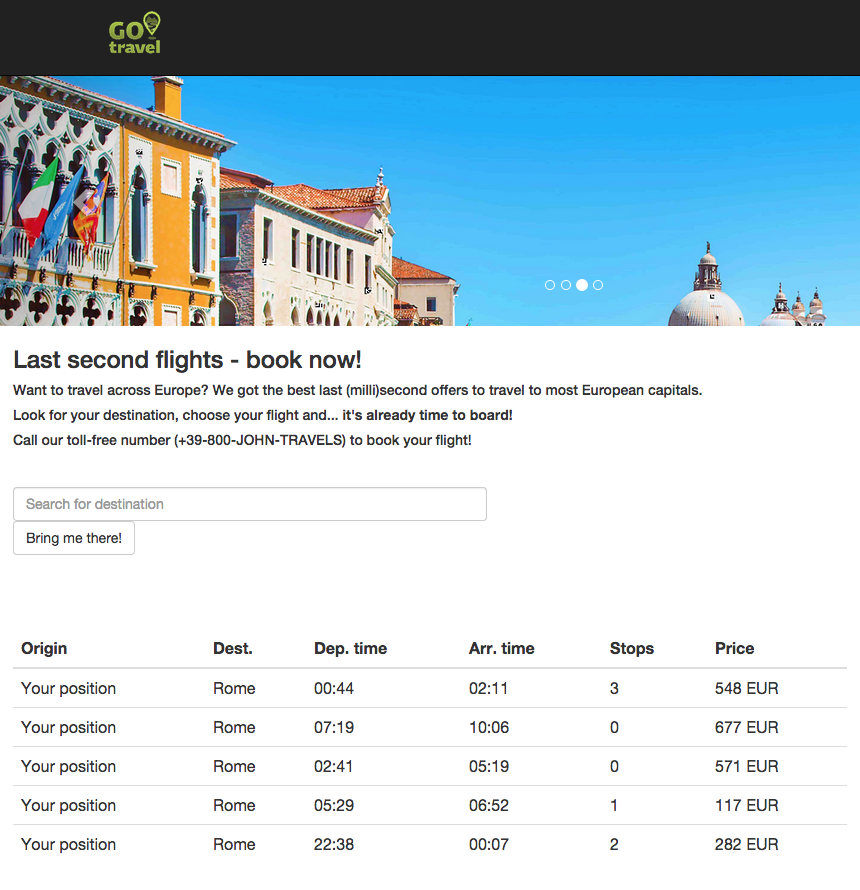 GO
travel
Last second flights - book now!
Want to travel across Europe? We got the best last (milli)second offers to travel to most European capitals.
Look for your destination, choose your flight and... it's already time to board!
Call our toll-free number (+39-800-JOHN-TRAVELS) to book your flight!
Search for destination
Bring me there!
Origin Dest. Dep. time Arr. time Stops Price
Your position Rome 00:44 02:11 3 548 EUR
Your position Rome 07:19 10:06 0 677 EUR
Your position Rome 02:41 05:19 0 571 EUR
Your position Rome 05:29 06:52 1 117 EUR
Your position Rome 22:38 00:07 2 282 EUR